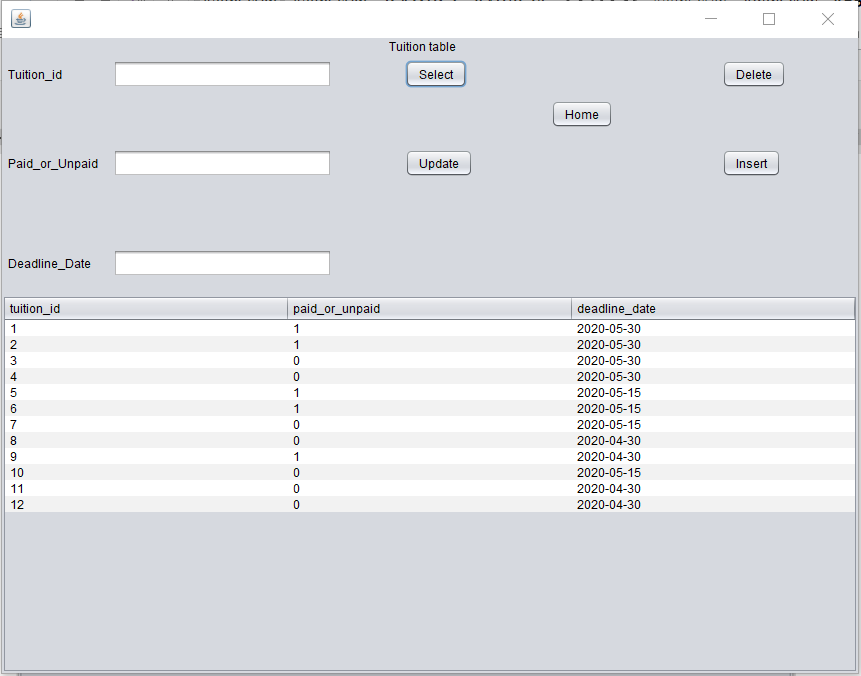 Tuition table
Tuition_id Select Delete
Home
Paid_or_Unpaid Update Insert
Deadline_Date
tuition_id paid_or_unpaid deadline_date
1 1 2020-05-30
2 1 2020-05-30
3 0 2020-05-30
4 0 2020-05-30
5 1 2020-05-15
6 1 2020-05-15
7 0 2020-05-15
8 0 2020-04-30
9 1 2020-04-30
10 0 2020-05-15
11 0 2020-04-30
12 0 2020-04-30